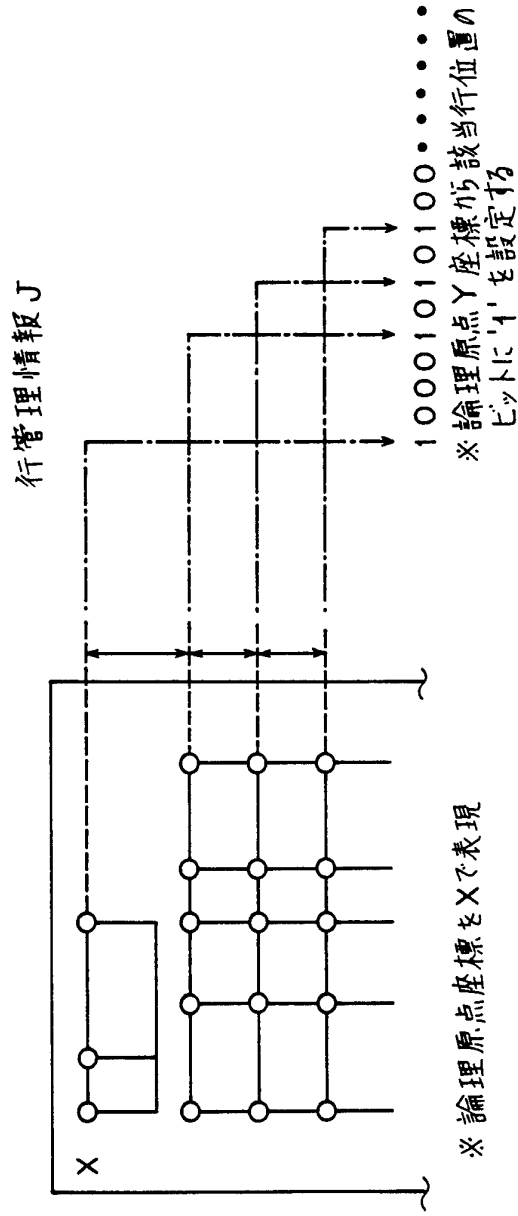 行管理情報J
X
10001010100・・・・・・
※論理原点Y座標から該当行位置の
ビットに'1'を設定する
※論理原点座標をXで表現